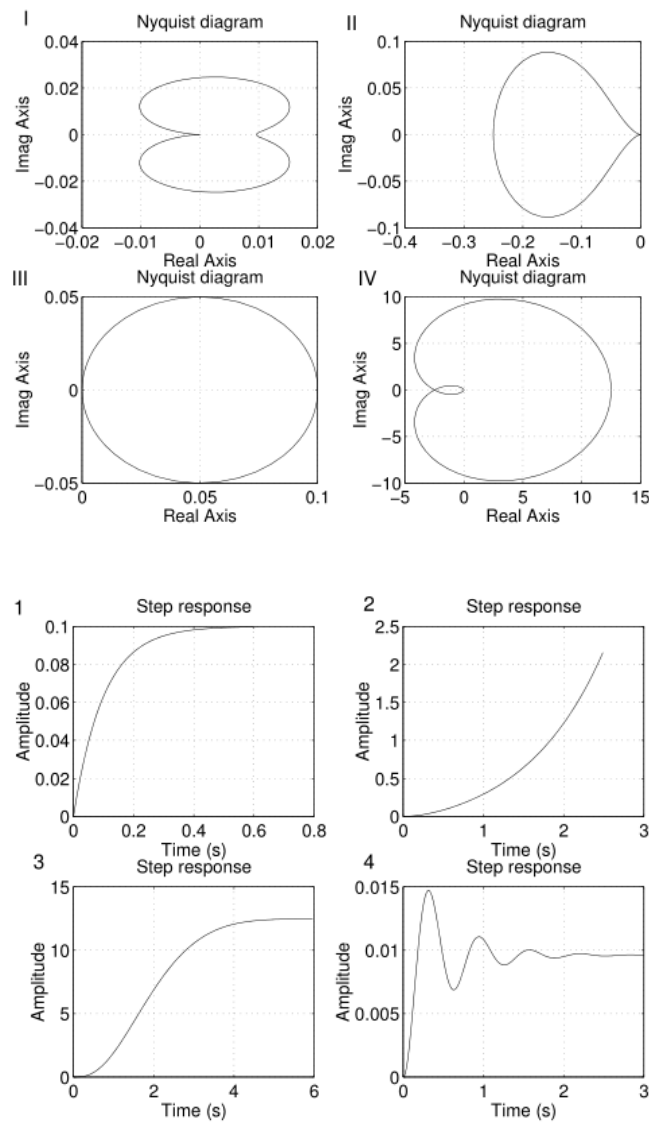 I
Nyquist diagram
0.04
0.02
0
−0.02
−0.04
Imag Axis
−0.02 −0.01 0 0.01 0.02
Real Axis
II
Nyquist diagram
0.1
0.05
0
−0.05
−0.1
Imag Axis
−0.4 −0.3 −0.2 −0.1 0
Real Axis
III
Nyquist diagram
0.05
0
−0.05
Imag Axis
0 0.05 0.1
Real Axis
IV
Nyquist diagram
10
5
0
−5
−10
Imag Axis
−5 0 5 10 15
Real Axis
1
Step response
0.1
0.08
0.06
0.04
0.02
0
Amplitude
0 0.2 0.4 0.6 0.8
Time (s)
2
Step response
2.5
2
1.5
1
0.5
0
Amplitude
0 1 2 3
Time (s)
3
Step response
15
10
5
0
Amplitude
0 2 4 6
Time (s)
4
Step response
0.015
0.01
0.005
0
Amplitude
0 1 2 3
Time (s)